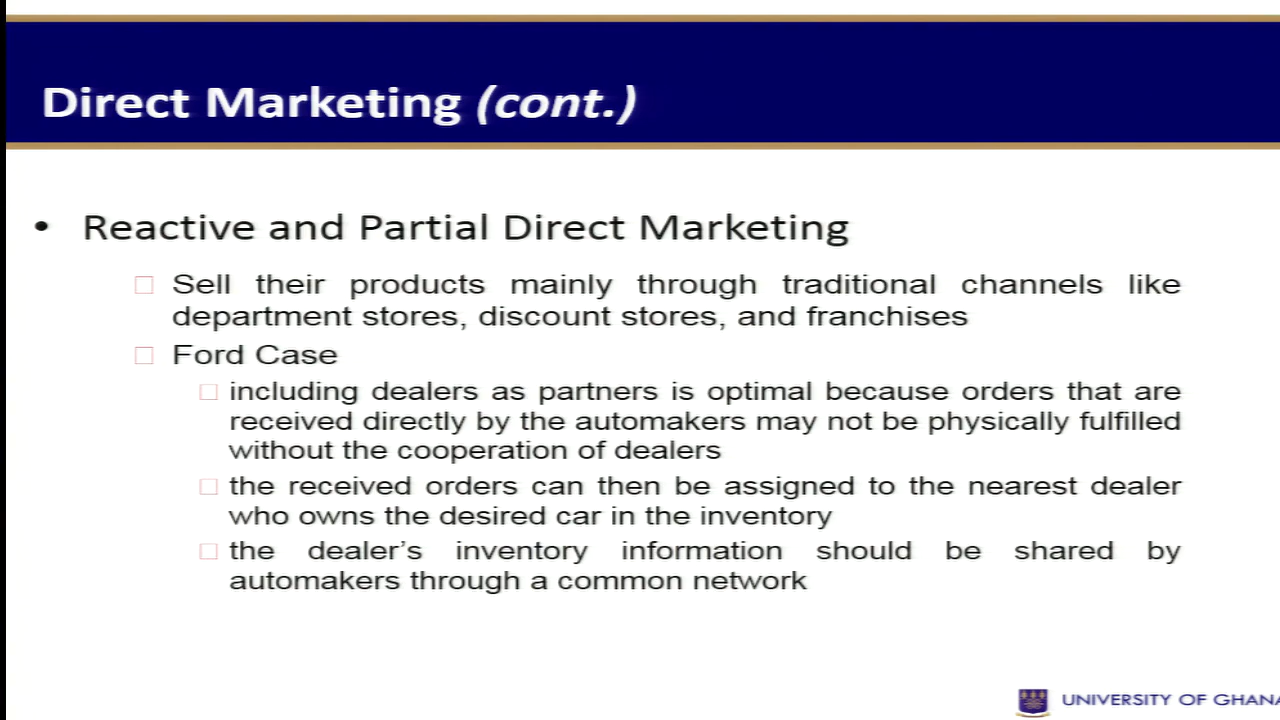 Direct Marketing (cont.)
• Reactive and Partial Direct Marketing
Sell their products mainly through traditional channels like
department stores, discount stores, and franchises
Ford Case
including dealers as partners is optimal because orders that are
received directly by the automakers may not be physically fulfilled
without the cooperation of dealers
the received orders can then be assigned to the nearest dealer
who owns the desired car in the inventory
the dealer’s inventory information should be shared by
automakers through a common network
UNIVERSITY OF GHANA